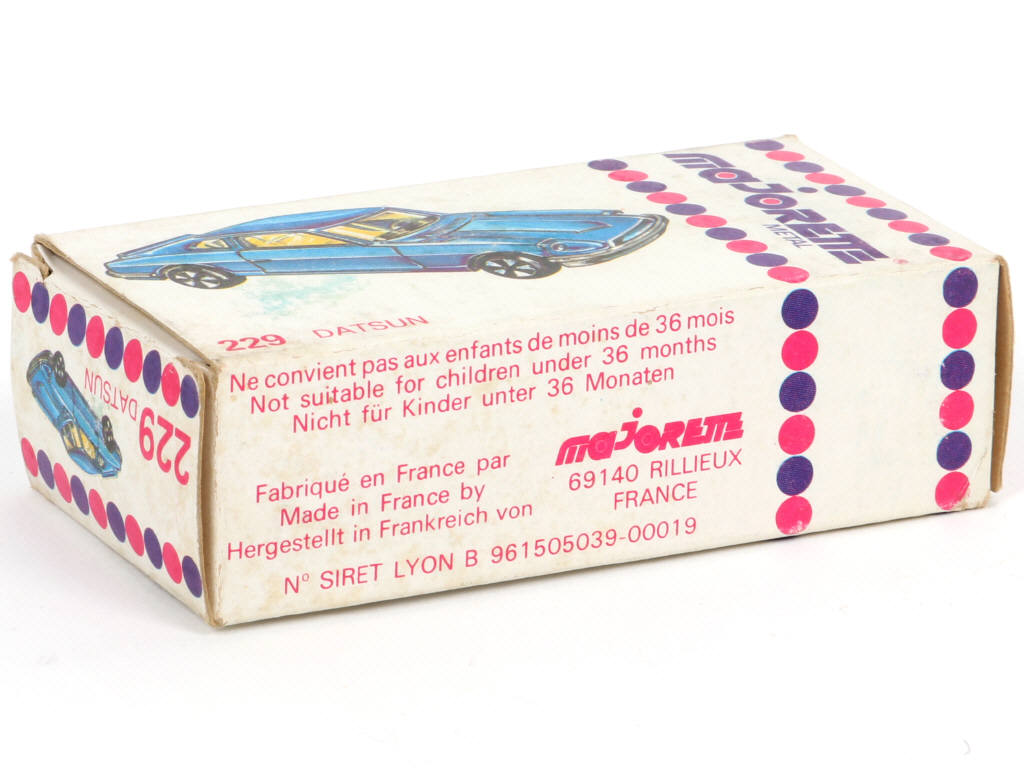 majorette
METAL
229 DATSUN
Ne convient pas aux enfants de moins de 36 mois
Not suitable for children under 36 months
Nicht für Kinder unter 36 Monaten
Fabriqué en France par
Made in France by
Hergestellt in Frankreich von
majorette
69140 RILLIEUX
FRANCE
Nº SIRET LYON B 961505039-00019
229 DATSUN